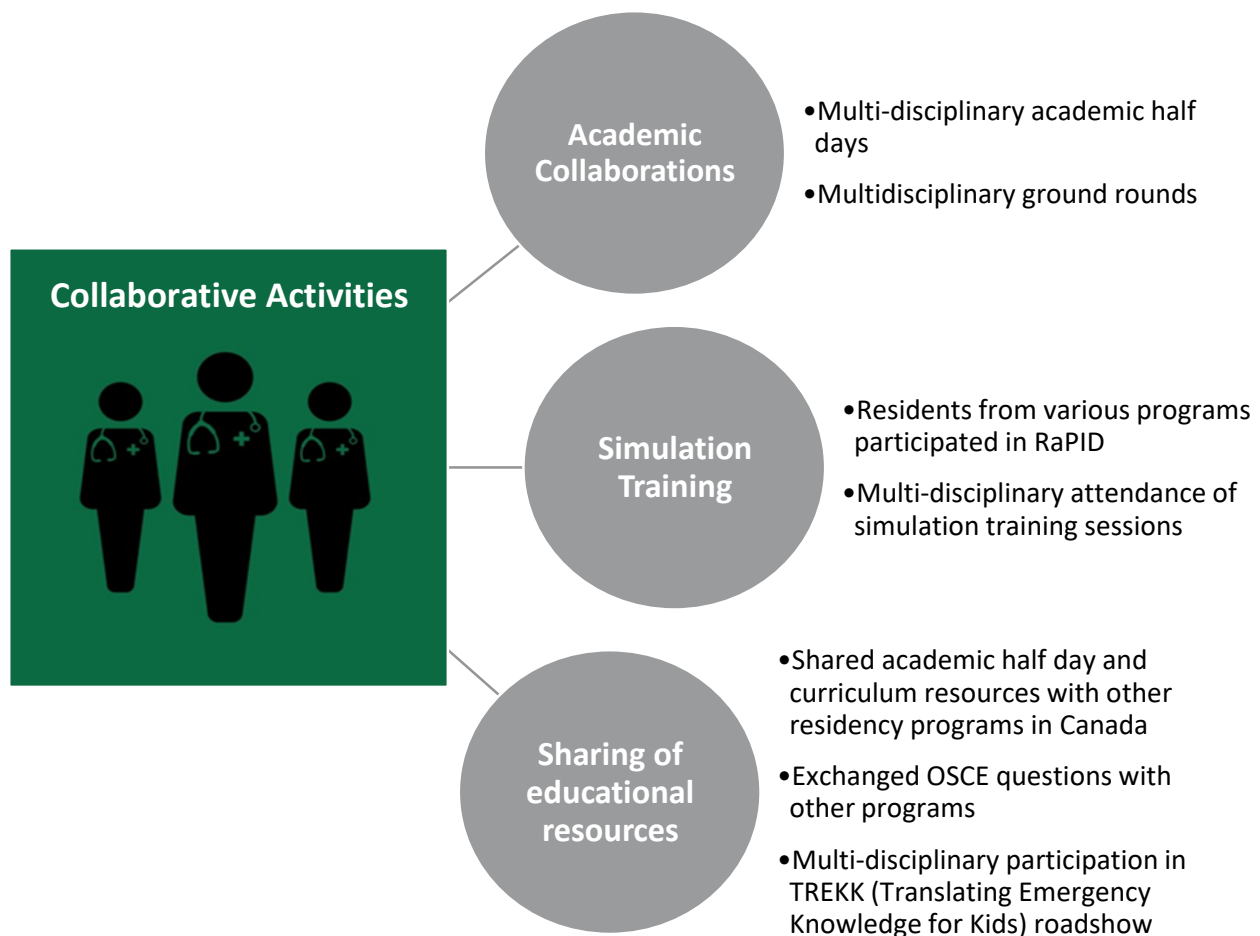 Collaborative Activities
Academic
Collaborations
•Multi-disciplinary academic half
days
•Multidisciplinary ground rounds
Simulation
Training
•Residents from various programs
participated in RaPID
•Multi-disciplinary attendance of
simulation training sessions
Sharing of
educational
resources
•Shared academic half day and
curriculum resources with other
residency programs in Canada
•Exchanged OSCE questions with
other programs
•Multi-disciplinary participation in
TREKK (Translating Emergency
Knowledge for Kids) roadshow